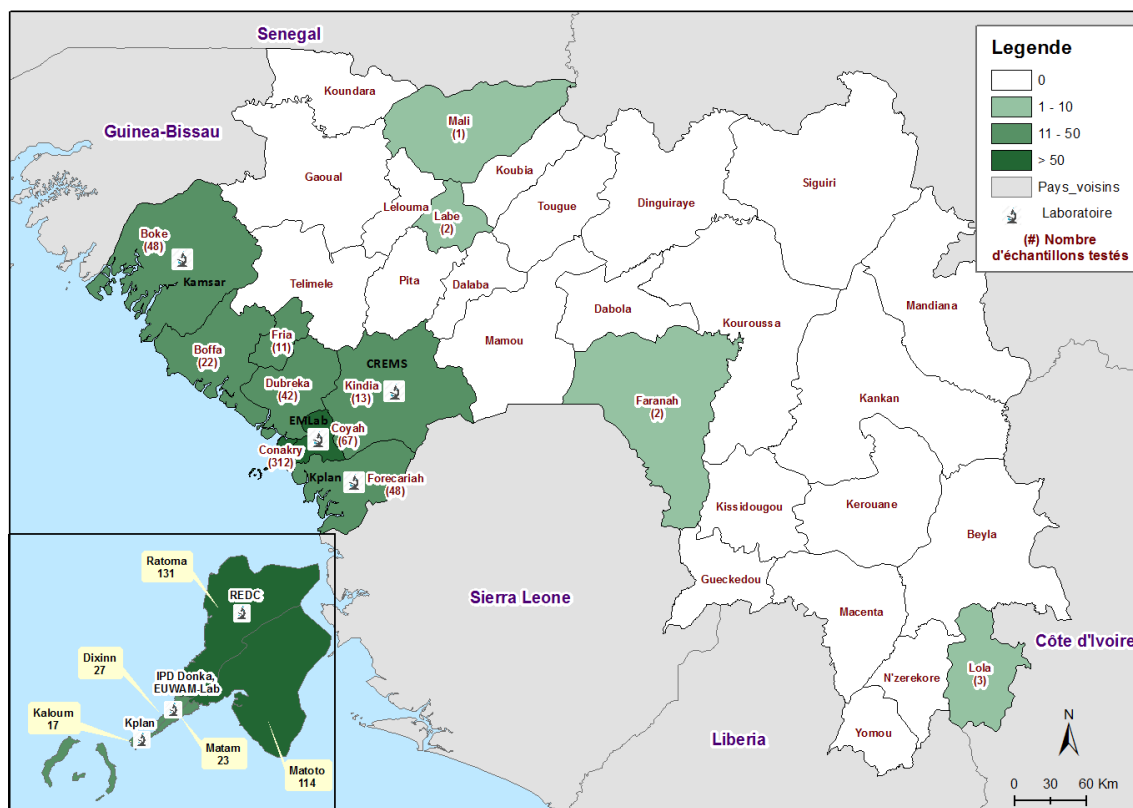 Senegal
Guinea-Bissau
Koundara
Mali
(1)
Gaoual
Koubia
Lelouma
Labe
(2)
Tougue
Dinguiraye
Siguiri
Boke
(48)
Kamsar
Telimele
Pita
Dalaba
Dabola
Kouroussa
Mandiana
Mamou
Fria
(11)
Boffa
(22)
CREMS
Dubreka
(42)
Kindia
(13)
Faranah
(2)
Kankan
EMLab
Coyah
(67)
Conakry
(312)
Kplan
Forecariah
(48)
Kissidougou
Kerouane
Beyla
Gueckedou
Macenta
Sierra Leone
Côte d'Ivoire
N'zerekore
Lola
(3)
Yomou
Liberia
Legende
0
1 - 10
11 - 50
> 50
Pays_voisins
Laboratoire
(#) Nombre
d'échantillons testés
Ratoma
131
REDC
Dixinn
27
IPD Donka,
EUWAM-Lab
Kaloum
17
Kplan
Matam
23
Matoto
114
N
0 30 60 Km